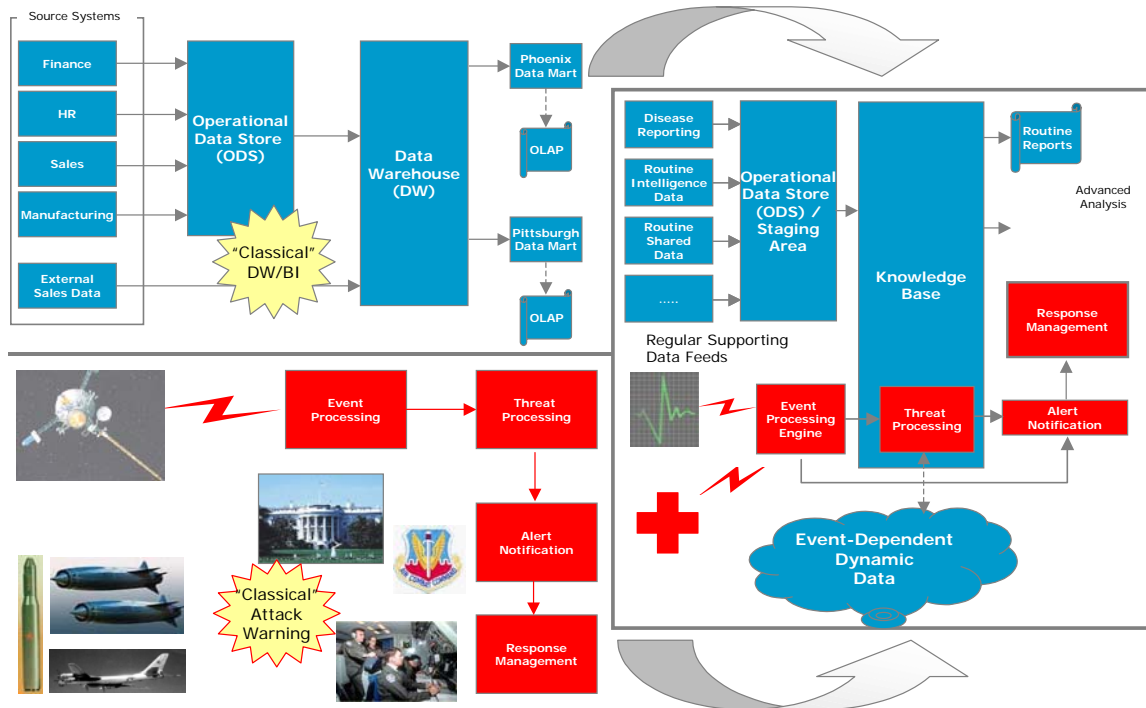 Source Systems
Finance
HR
Sales
Manufacturing
External
Sales Data
Operational
Data Store
(ODS)
"Classical"
DW/BI
Data
Warehouse
(DW)
Phoenix
Data Mart
OLAP
Pittsburgh
Data Mart
OLAP
Disease
Reporting
Routine
Intelligence
Data
Routine
Shared
Data
.....
Operational
Data Store
(ODS) /
Staging
Area
Knowledge
Base
Routine
Reports
Advanced
Analysis
Response
Management
Regular Supporting
Data Feeds
Event
Processing
Engine
Threat
Processing
Alert
Notification
Event-Dependent
Dynamic
Data
Event
Processing
Threat
Processing
Alert
Notification
Response
Management
"Classical"
Attack
Warning
AIR COMBAT COMMAND